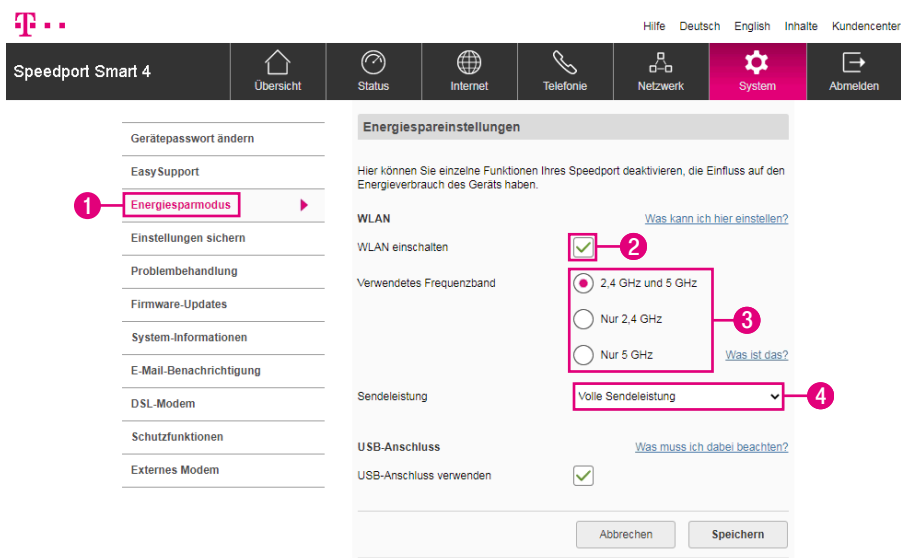 T
Hilfe Deutsch English Inhalte Kundencenter
Speedport Smart 4
Übersicht Status Internet Telefonie Netzwerk System Abmelden
Gerätepasswort ändern
EasySupport
1 Energiesparmodus
Einstellungen sichern
Problembehandlung
Firmware-Updates
System-Informationen
E-Mail-Benachrichtigung
DSL-Modem
Schutzfunktionen
Externes Modem
Energiespareinstellungen
Hier können Sie einzelne Funktionen Ihres Speedport deaktivieren, die Einfluss auf den
Energieverbrauch des Geräts haben.
WLAN Was kann ich hier einstellen?
WLAN einschalten 2
Verwendetes Frequenzband 2,4 GHz und 5 GHz
Nur 2,4 GHz 3
Nur 5 GHz Was ist das?
Sendeleistung Volle Sendeleistung 4
USB-Anschluss Was muss ich dabei beachten?
USB-Anschluss verwenden
Abbrechen Speichern